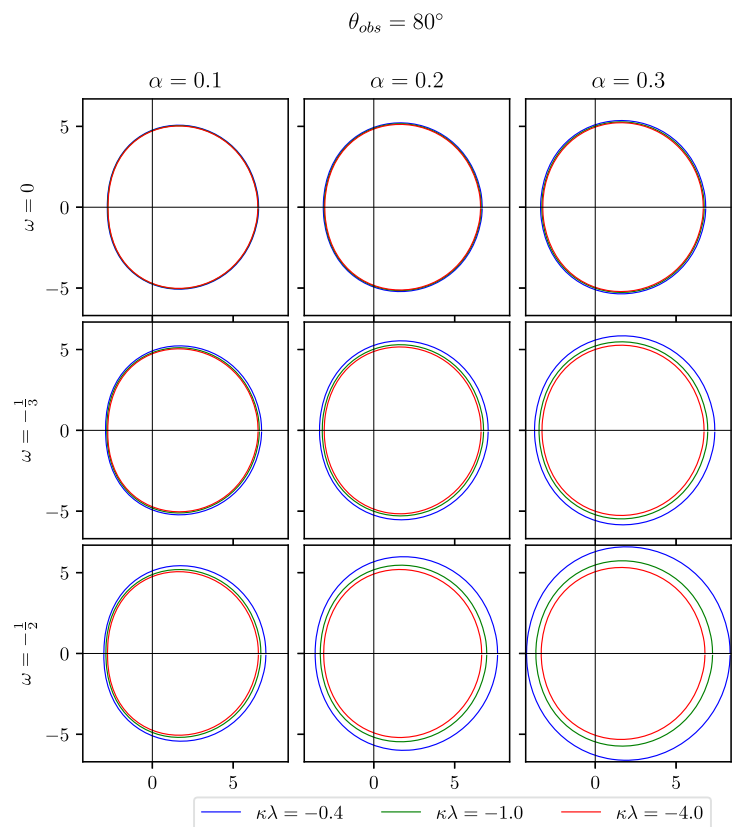 θ_obs = 80°
α = 0.1 α = 0.2 α = 0.3
5
0
−5
ω = 0
5
0
−5
ω = −1/3
5
0
−5
ω = −1/2
0 5 0 5 0 5
κλ = −0.4 κλ = −1.0 κλ = −4.0